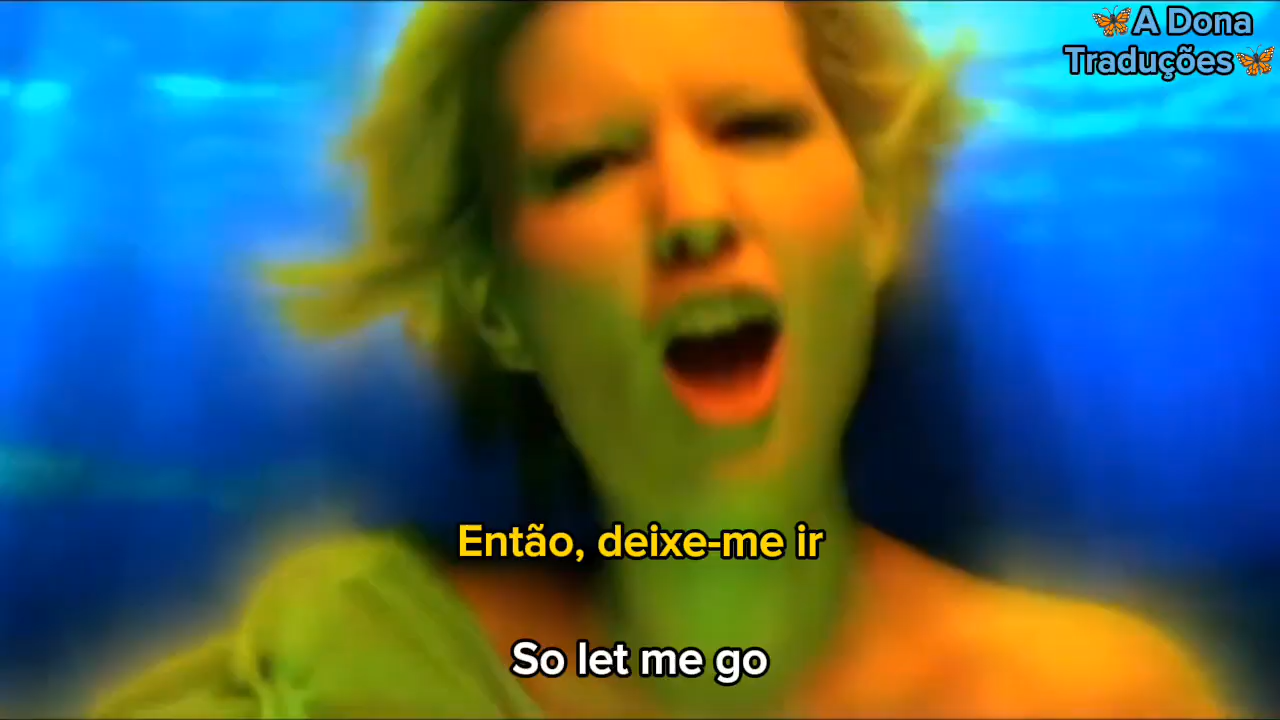 🦋A Dona
Traduções🦋
Então, deixe-me ir
So let me go